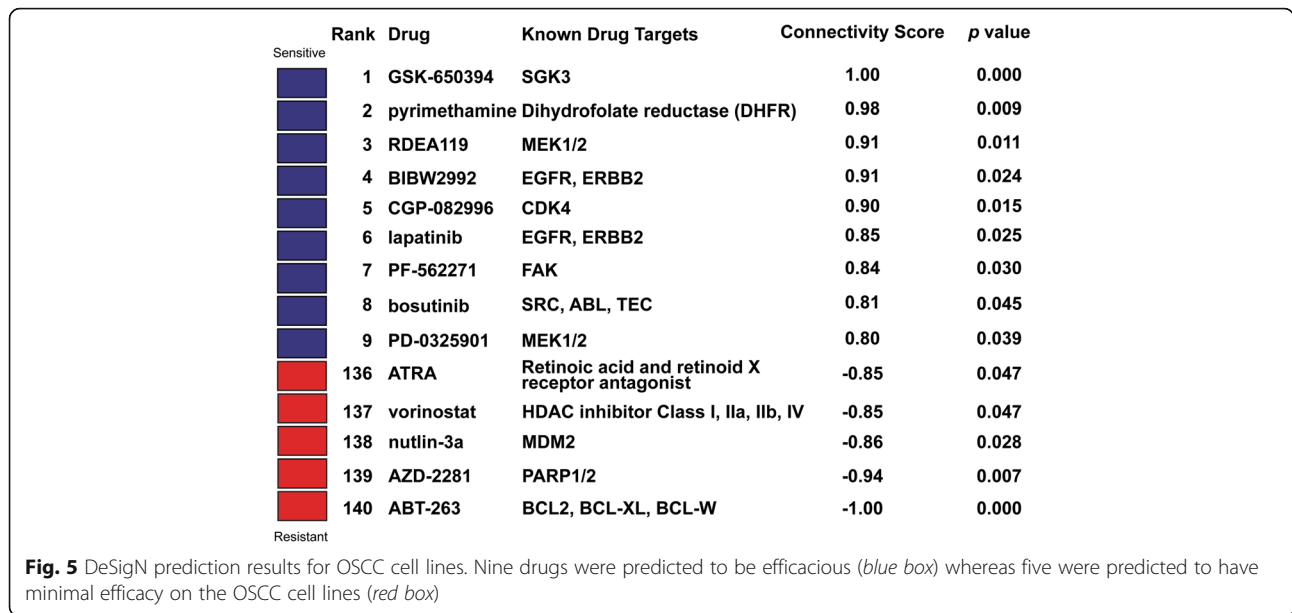 Rank Drug Known Drug Targets Connectivity Score p value
Sensitive
1 GSK-650394 SGK3 1.00 0.000
2 pyrimethamine Dihydrofolate reductase (DHFR) 0.98 0.009
3 RDEA119 MEK1/2 0.91 0.011
4 BIBW2992 EGFR, ERBB2 0.91 0.024
5 CGP-082996 CDK4 0.90 0.015
6 lapatinib EGFR, ERBB2 0.85 0.025
7 PF-562271 FAK 0.84 0.030
8 bosutinib SRC, ABL, TEC 0.81 0.045
9 PD-0325901 MEK1/2 0.80 0.039
136 ATRA Retinoic acid and retinoid X -0.85 0.047
receptor antagonist
137 vorinostat HDAC inhibitor Class I, IIa, IIb, IV -0.85 0.047
138 nutlin-3a MDM2 -0.86 0.028
139 AZD-2281 PARP1/2 -0.94 0.007
140 ABT-263 BCL2, BCL-XL, BCL-W -1.00 0.000
Resistant
Fig. 5 DeSigN prediction results for OSCC cell lines. Nine drugs were predicted to be efficacious (blue box) whereas five were predicted to have
minimal efficacy on the OSCC cell lines (red box)